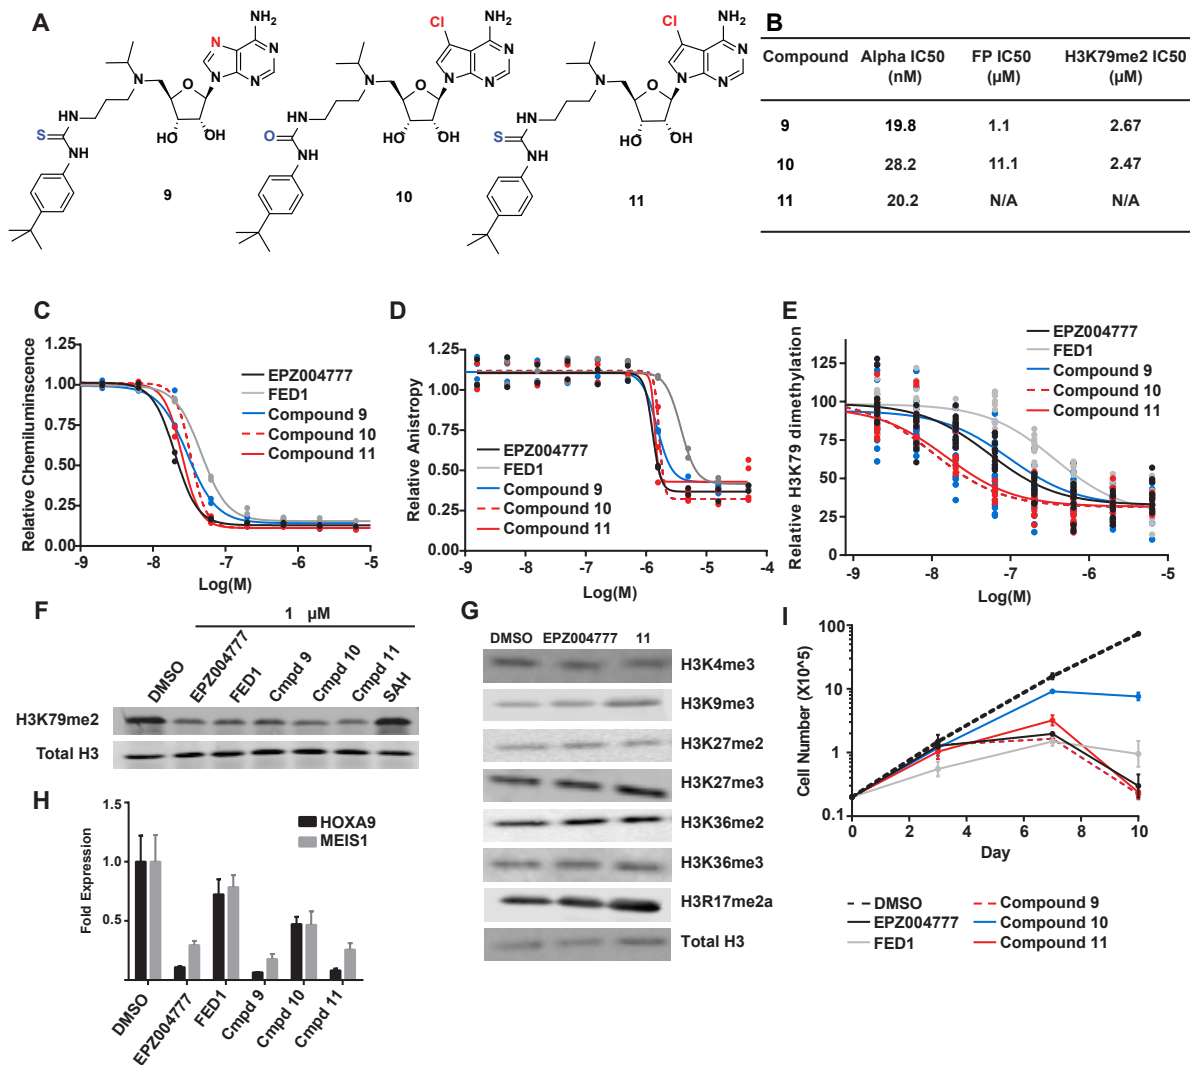 A
B
NH2
N
N
N
N
N
O
OH
OH
HN
S
NH
9
Cl
NH2
N
N
N
N
O
OH
OH
HN
O
NH
10
Cl
NH2
N
N
N
N
O
OH
OH
HN
S
NH
11
Compound Alpha IC50 (nM) FP IC50 (µM) H3K79me2 IC50 (µM)
9 19.8 1.1 2.67
10 28.2 11.1 2.47
11 20.2 N/A N/A
C
Relative Chemiluminscence
1.25
1.00
0.75
0.50
0.25
0.00
-9 -8 -7 -6 -5
Log(M)
EPZ004777
FED1
Compound 9
Compound 10
Compound 11
D
Relative Anistropy
1.25
1.00
0.75
0.50
0.25
0.00
-9 -8 -7 -6 -5 -4
Log(M)
EPZ004777
FED1
Compound 9
Compound 10
Compound 11
E
Relative H3K79 dimethylation
125
100
75
50
25
0
-9 -8 -7 -6 -5
Log(M)
EPZ004777
FED1
Compound 9
Compound 10
Compound 11
F
1 µM
DMSO
EPZ004777
FED1
Cmpd 9
Cmpd 10
Cmpd 11
SAH
H3K79me2
Total H3
G
DMSO EPZ004777 11
H3K4me3
H3K9me3
H3K27me2
H3K27me3
H3K36me2
H3K36me3
H3R17me2a
Total H3
H
Fold Expression
1.5
1.0
0.5
HOXA9
MEIS1
DMSO
EPZ004777
FED1
Cmpd 9
Cmpd 10
Cmpd 11
I
Cell Number (X10^5)
100
10
1
0.1
0 2 4 6 8 10
Day
DMSO
EPZ004777
FED1
Compound 9
Compound 10
Compound 11